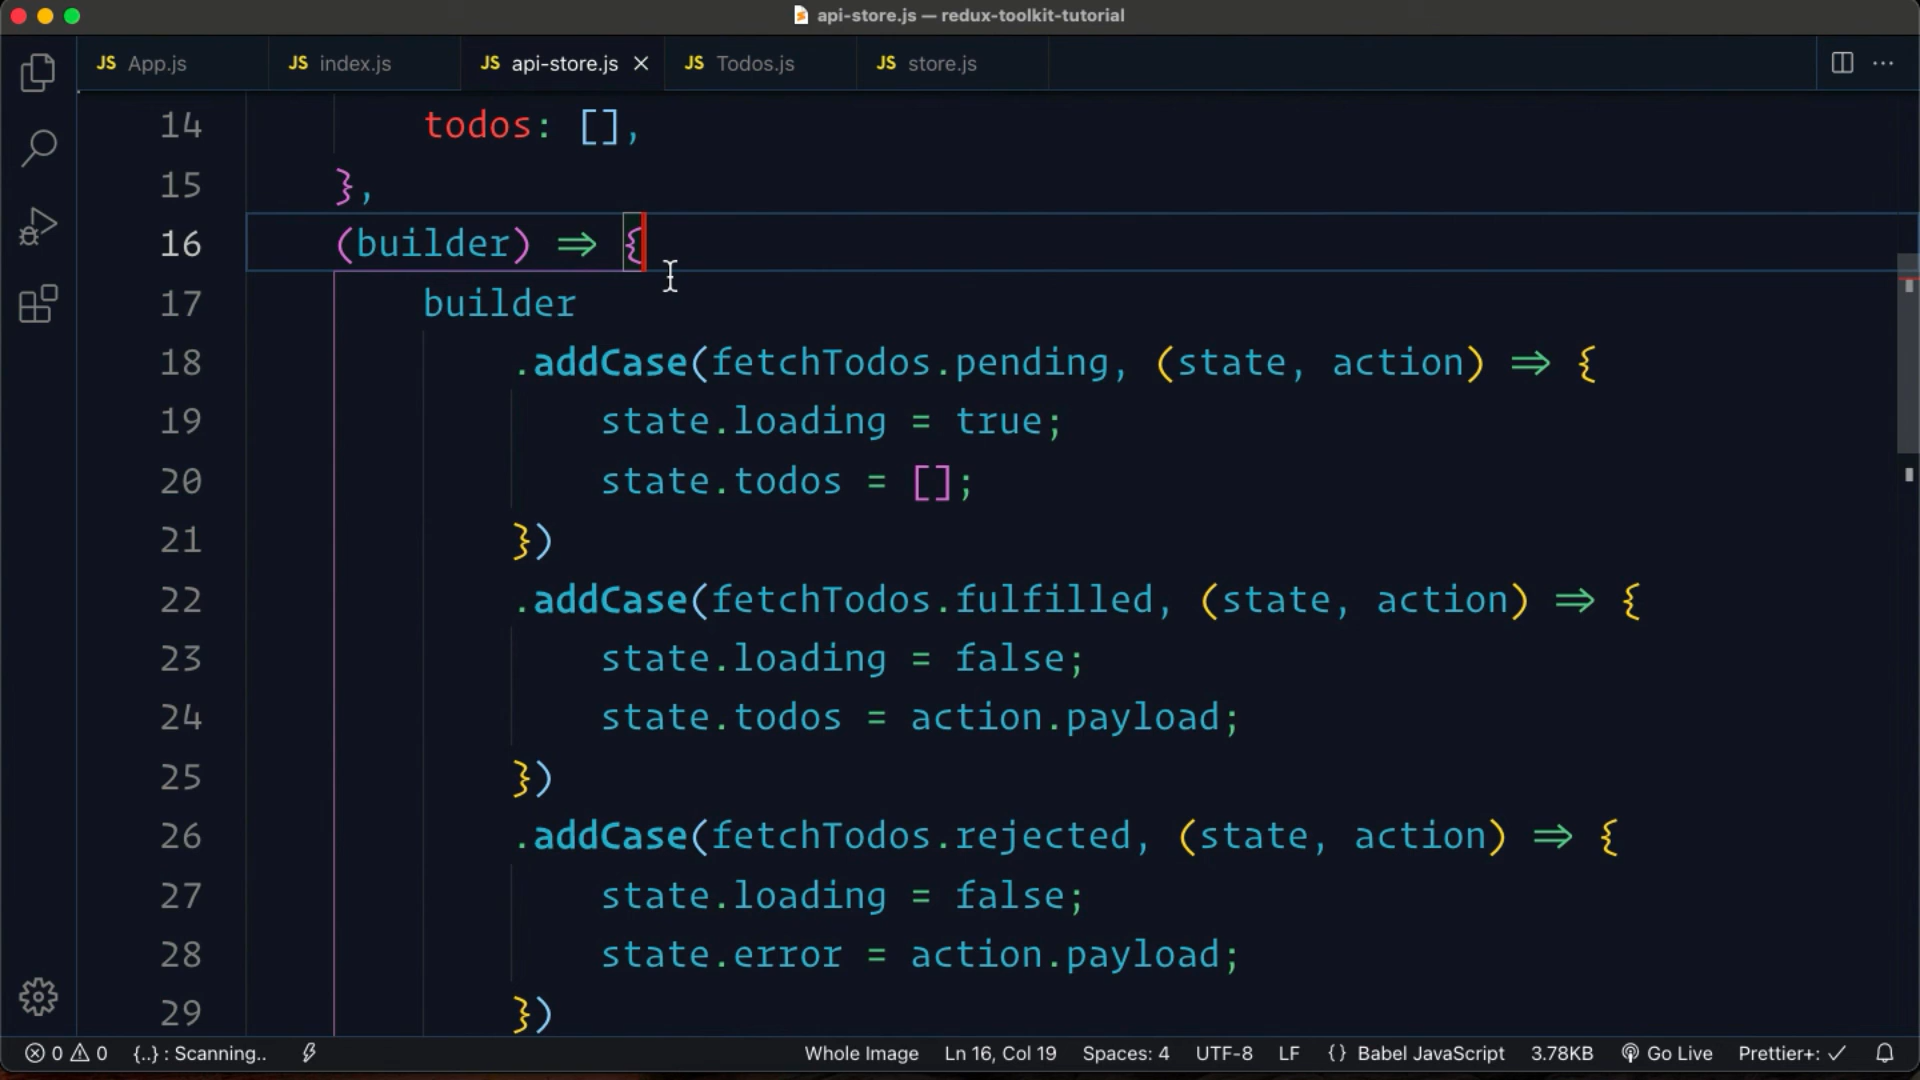 api-store.js — redux-toolkit-tutorial
JS App.js JS index.js JS api-store.js JS Todos.js JS store.js
14 todos: [],
15 },
16 (builder) => {
17 builder
18 .addCase(fetchTodos.pending, (state, action) => {
19 state.loading = true;
20 state.todos = [];
21 })
22 .addCase(fetchTodos.fulfilled, (state, action) => {
23 state.loading = false;
24 state.todos = action.payload;
25 })
26 .addCase(fetchTodos.rejected, (state, action) => {
27 state.loading = false;
28 state.error = action.payload;
29 })
0 0 {..} : Scanning.. Whole Image Ln 16, Col 19 Spaces: 4 UTF-8 LF {} Babel JavaScript 3.78KB Go Live Prettier+: ✓